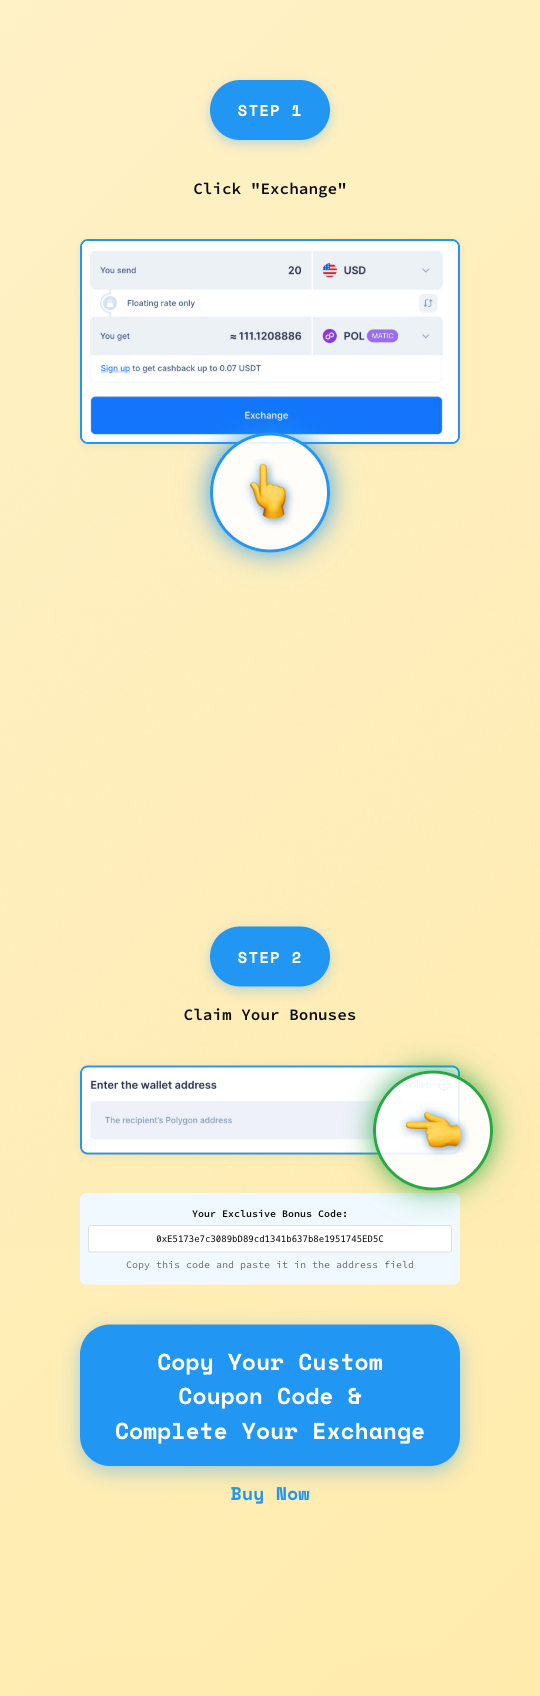 STEP 1
Click "Exchange"
You send 20 USD
Floating rate only
You get ≈ 111.1208886 POL MATIC
Sign up to get cashback up to 0.07 USDT
Exchange
STEP 2
Claim Your Bonuses
Enter the wallet address
The recipient's Polygon address
Your Exclusive Bonus Code:
0xE5173e7c3089bD89cd1341b637b8e1951745ED5C
Copy this code and paste it in the address field
Copy Your Custom
Coupon Code &
Complete Your Exchange
Buy Now